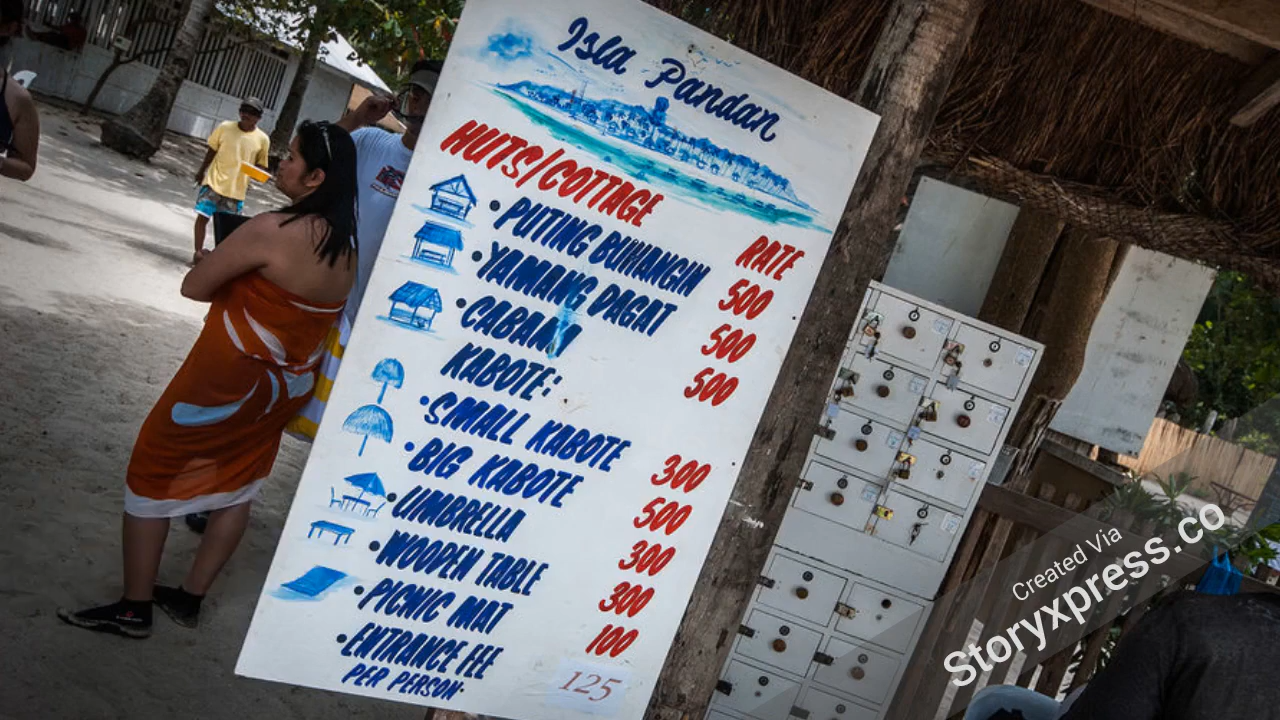 Isla Pandan
HUTS/COTTAGE RATE
• PUTING BUHANGIN 500
• YAMANG DAGAT 500
• CABANA 500
KABOTE:
• SMALL KABOTE 300
• BIG KABOTE 500
• UMBRELLA 300
• WOODEN TABLE 300
• PICNIC MAT 100
• ENTRANCE FEE
PER PERSON- 125
Created Via
Storyxpress.co